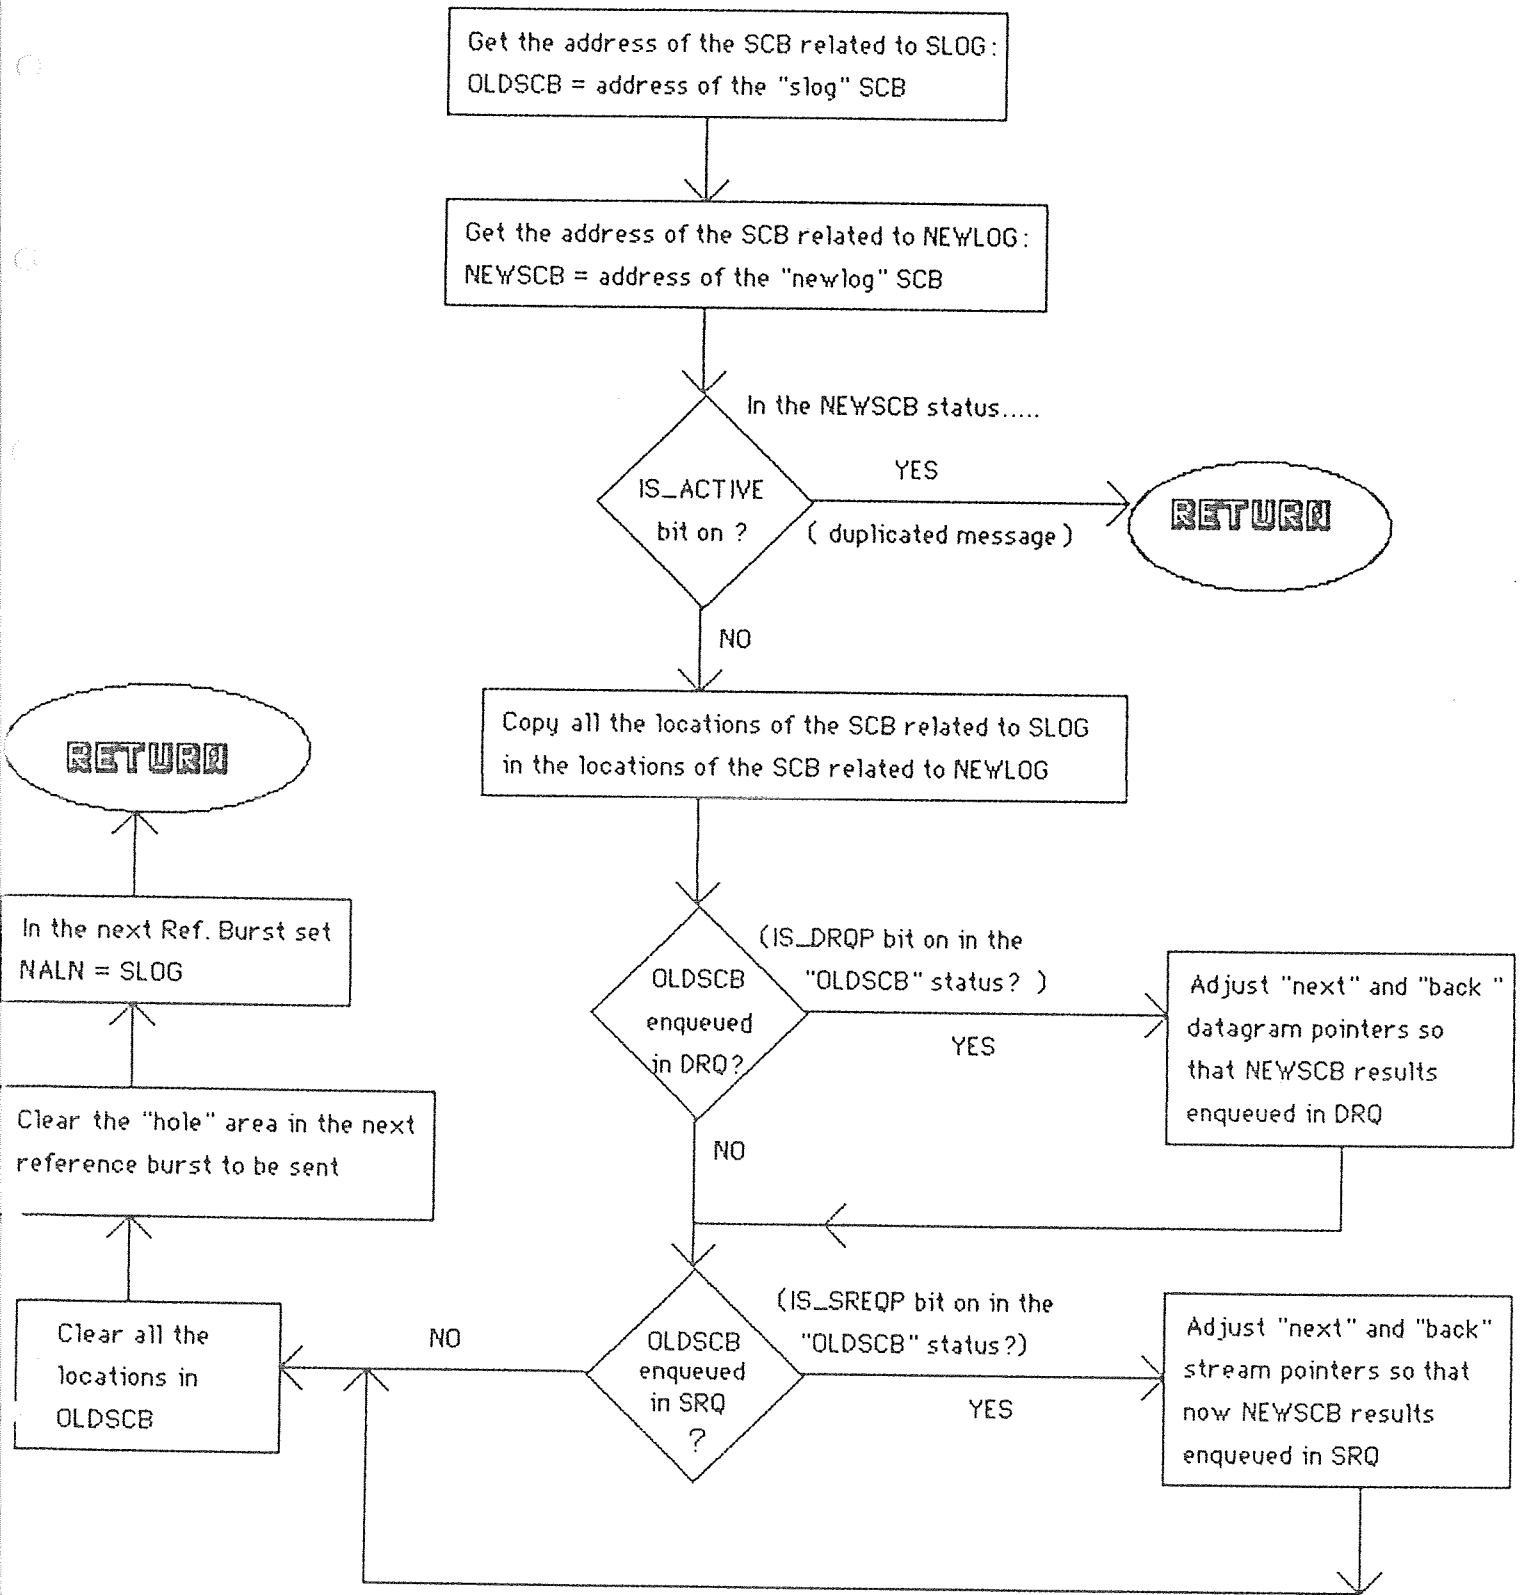 Get the address of the SCB related to SLOG:
OLDSCB = address of the "slog" SCB
Get the address of the SCB related to NEWLOG:
NEWSCB = address of the "newlog" SCB
In the NEWSCB status.....
IS_ACTIVE
bit on ?
YES
( duplicated message )
RETURN
NO
Copy all the locations of the SCB related to SLOG
in the locations of the SCB related to NEWLOG
RETURN
In the next Ref. Burst set
NALN = SLOG
(IS_DRQP bit on in the
"OLDSCB" status? )
OLDSCB
enqueued
in DRQ?
YES
Adjust "next" and "back "
datagram pointers so
that NEWSCB results
enqueued in DRQ
NO
Clear the "hole" area in the next
reference burst to be sent
(IS_SREQP bit on in the
"OLDSCB" status?)
OLDSCB
enqueued
in SRQ
?
YES
Adjust "next" and "back"
stream pointers so that
now NEWSCB results
enqueued in SRQ
NO
Clear all the
locations in
OLDSCB